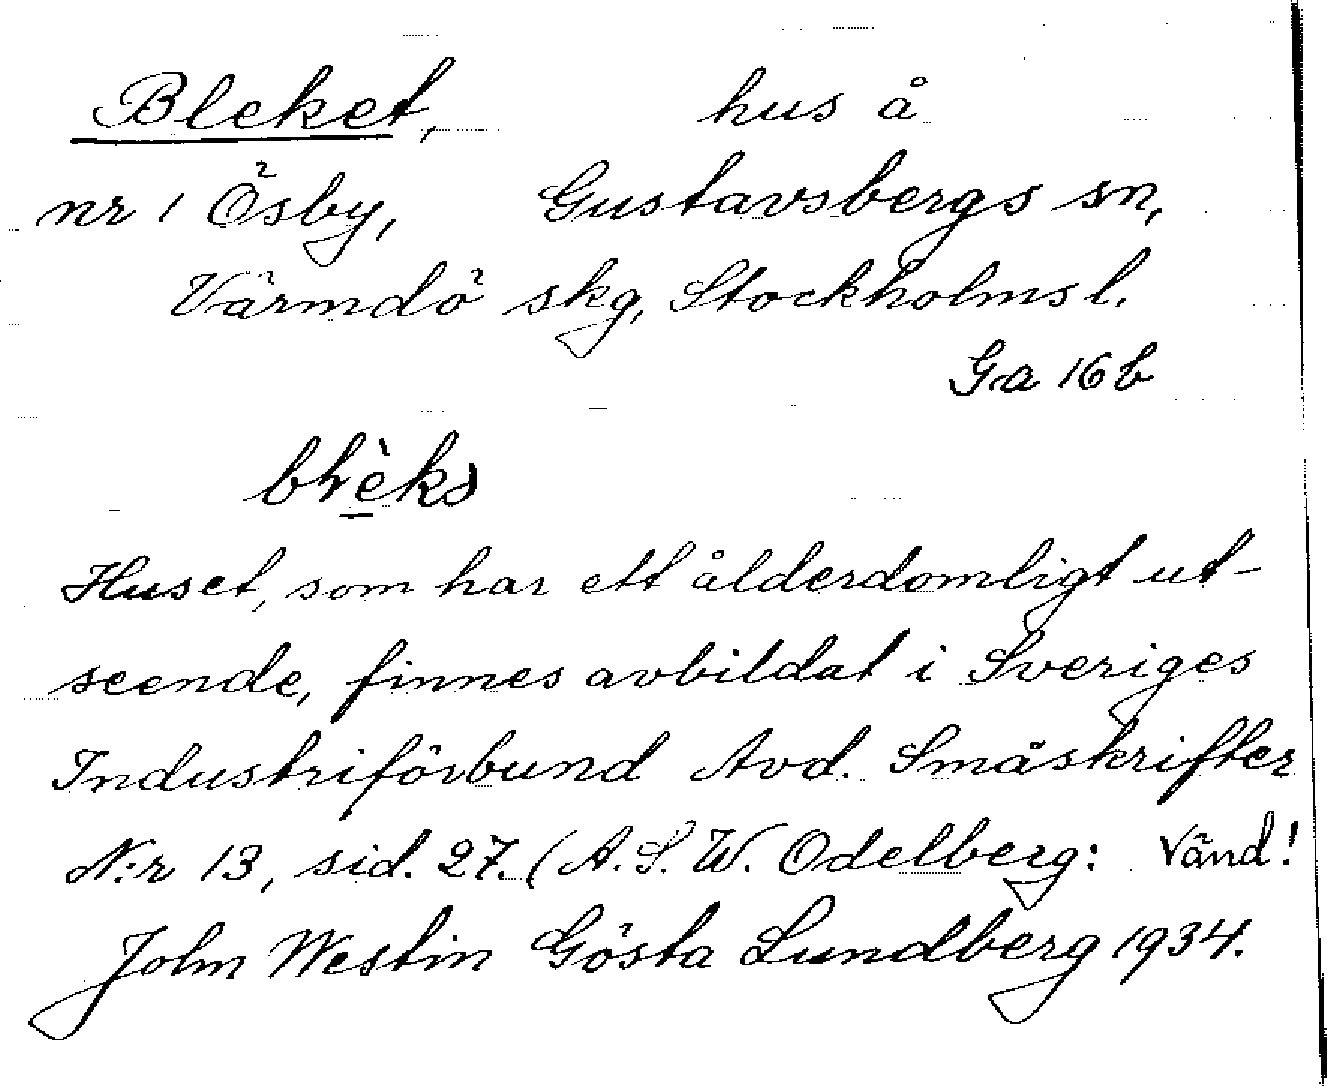 Bleket, hus å
nr 1 Ösby, Gustavsbergs sn,
Värmdö skg, Stockholms l.
Ga 16 b
Huset, som har ett ålderdomligt ut-
seende, finnes avbildat i Sveriges
Industriförbund Avd. Småskrifter
N:r 13, sid. 27. (A. S. W. Odelberg: Vänd!
John Westin Gösta Lundberg 1934.